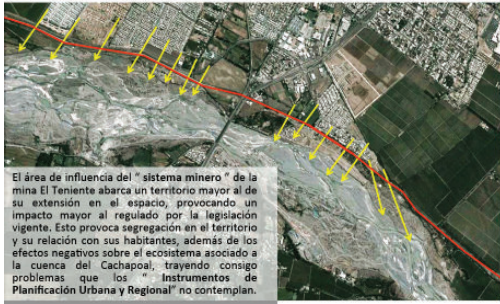 El área de influencia del " sistema minero " de la
mina El Teniente abarca un territorio mayor al de
su extensión en el espacio, provocando un
impacto mayor al regulado por la legislación
vigente. Esto provoca segregación en el territorio
y su relación con sus habitantes, además de los
efectos negativos sobre el ecosistema asociado a
la cuenca del Cachapoal, trayendo consigo
problemas que los " Instrumentos de
Planificación Urbana y Regional" no contemplan.